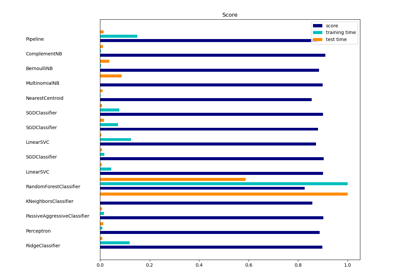 Score
score
training time
test time
Pipeline
ComplementNB
BernoulliNB
MultinomialNB
NearestCentroid
SGDClassifier
SGDClassifier
LinearSVC
SGDClassifier
LinearSVC
RandomForestClassifier
KNeighborsClassifier
PassiveAggressiveClassifier
Perceptron
RidgeClassifier
0.0 0.2 0.4 0.6 0.8 1.0